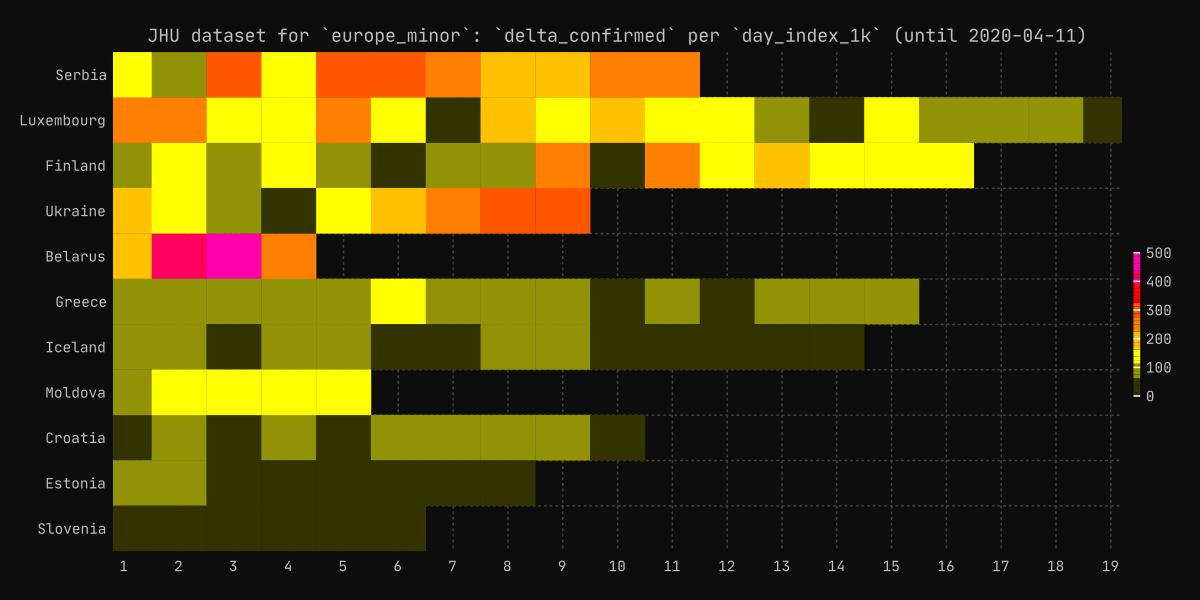 JHU dataset for `europe_minor`: `delta_confirmed` per `day_index_1k` (until 2020-04-11)
Serbia
Luxembourg
Finland
Ukraine
Belarus
Greece
Iceland
Moldova
Croatia
Estonia
Slovenia
1 2 3 4 5 6 7 8 9 10 11 12 13 14 15 16 17 18 19
500
400
300
200
100
0